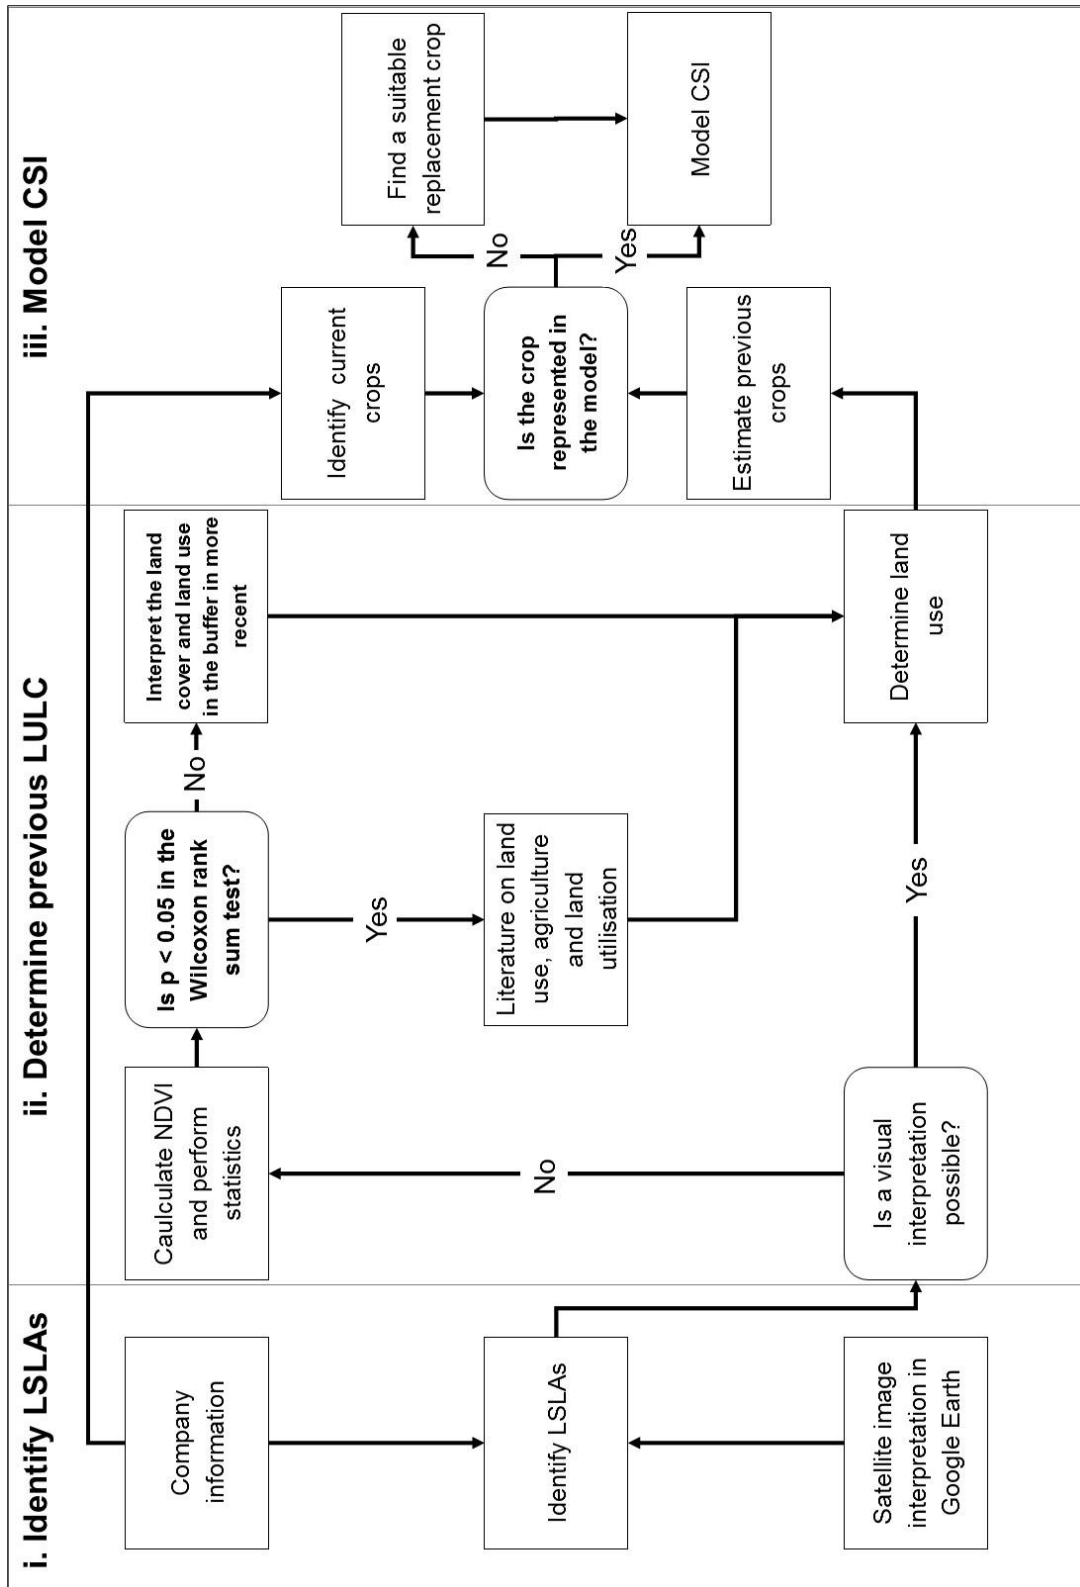 i. Identify LSLAs
Company
information
Identify LSLAs
Satellite image
interpretation in
Google Earth
ii. Determine previous LULC
Caulculate NDVI
and perform
statistics
Is p < 0.05 in the
Wilcoxon rank
sum test?
No
Interpret the land
cover and land use
in the buffer in more
recent
Yes
Literature on land
use, agriculture
and land
utilisation
No
Is a visual
interpretation
possible?
Yes
Determine land
use
iii. Model CSI
Identify current
crops
Is the crop
represented in
the model?
Estimate previous
crops
No
Yes
Find a suitable
replacement crop
Model CSI